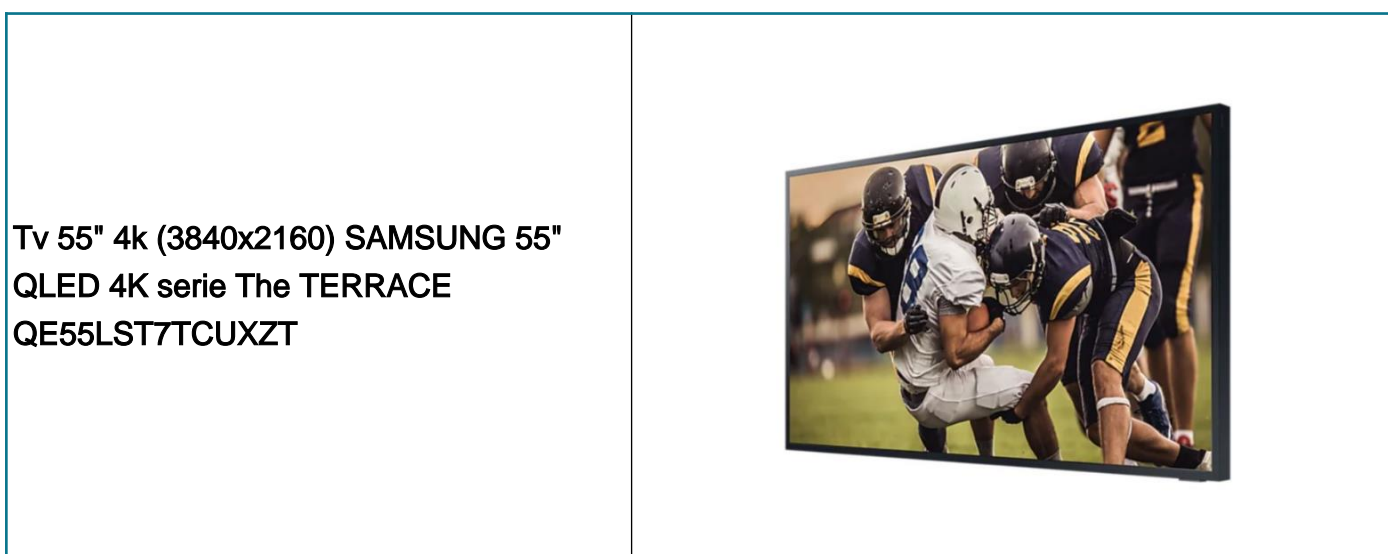 Tv 55" 4k (3840x2160) SAMSUNG 55"
QLED 4K serie The TERRACE
QE55LST7TCUXZT